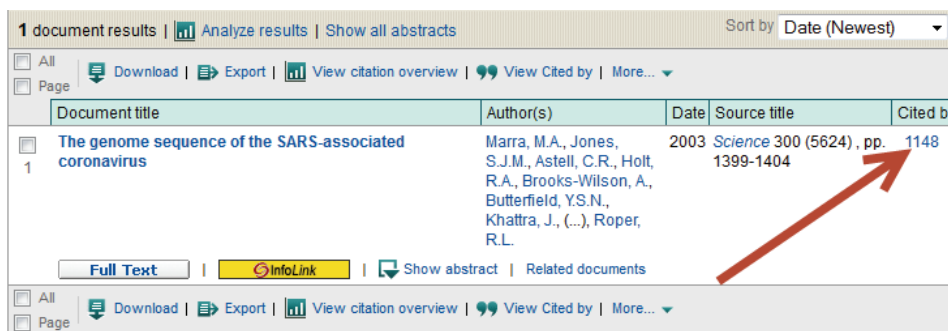 1 document results | Analyze results | Show all abstracts Sort by Date (Newest)
All
Page
Download | Export | View citation overview | View Cited by | More...
Document title Author(s) Date Source title Cited b
1 The genome sequence of the SARS-associated
coronavirus
Marra, M.A., Jones,
S.J.M., Astell, C.R., Holt,
R.A., Brooks-Wilson, A.,
Butterfield, Y.S.N.,
Khattra, J., (...), Roper,
R.L.
2003 Science 300 (5624) , pp.
1399-1404
1148
Full Text | InfoLink | Show abstract | Related documents
All
Page
Download | Export | View citation overview | View Cited by | More...